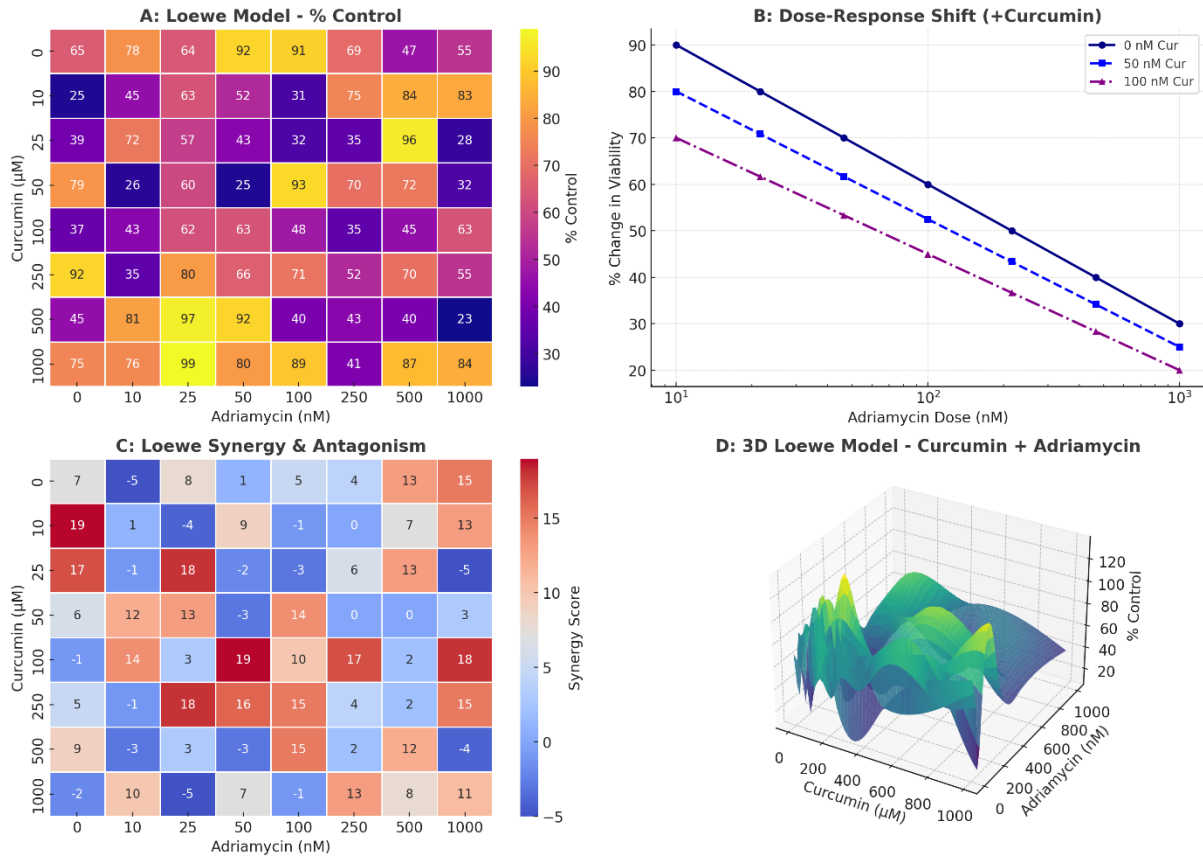 A: Loewe Model - % Control
Curcumin (µM)
0 65 78 64 92 91 69 47 55
10 25 45 63 52 31 75 84 83
25 39 72 57 43 32 35 96 28
50 79 26 60 25 93 70 72 32
100 37 43 62 63 48 35 45 63
250 92 35 80 66 71 52 70 55
500 45 81 97 92 40 43 40 23
1000 75 76 99 80 89 41 87 84
0 10 25 50 100 250 500 1000
Adriamycin (nM)
90
80
70
60
50
40
30
% Control
B: Dose-Response Shift (+Curcumin)
0 nM Cur
50 nM Cur
100 nM Cur
% Change in Viability
90
80
70
60
50
40
30
20
10¹ 10² 10³
Adriamycin Dose (nM)
C: Loewe Synergy & Antagonism
Curcumin (µM)
0 7 -5 8 1 5 4 13 15
10 19 1 -4 9 -1 0 7 13
25 17 -1 18 -2 -3 6 13 -5
50 6 12 13 -3 14 0 0 3
100 -1 14 3 19 10 17 2 18
250 5 -1 18 16 15 4 2 15
500 9 -3 3 -3 15 2 12 -4
1000 -2 10 -5 7 -1 13 8 11
0 10 25 50 100 250 500 1000
Adriamycin (nM)
15
10
5
0
−5
Synergy Score
D: 3D Loewe Model - Curcumin + Adriamycin
120
100
80
60
40
20
% Control
0 200 400 600 800 1000
Curcumin (µM)
0 200 400 600 800 1000
Adriamycin (nM)